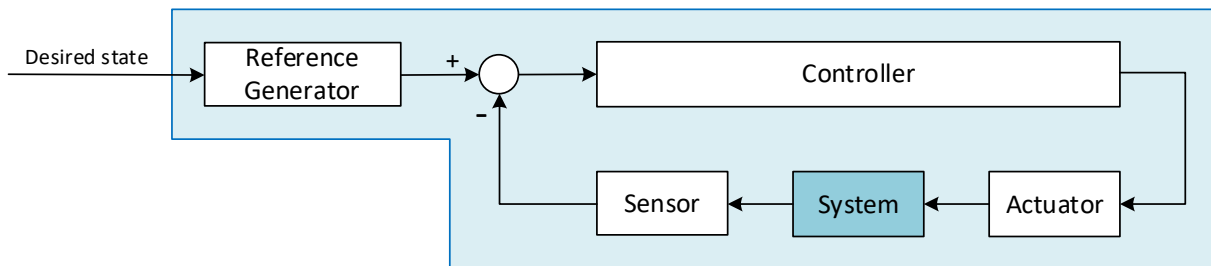 Desired state
Reference
Generator
+
-
Controller
Sensor
System
Actuator